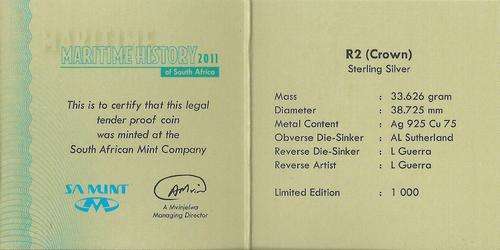 MARITIME HISTORY 2011
of South Africa
This is to certify that this legal
tender proof coin
was minted at the
South African Mint Company
SA MINT
A Mvinjelwa
Managing Director
R2 (Crown)
Sterling Silver
Mass : 33.626 gram
Diameter : 38.725 mm
Metal Content : Ag 925 Cu 75
Obverse Die-Sinker : AL Sutherland
Reverse Die-Sinker : L Guerra
Reverse Artist : L Guerra
Limited Edition : 1 000